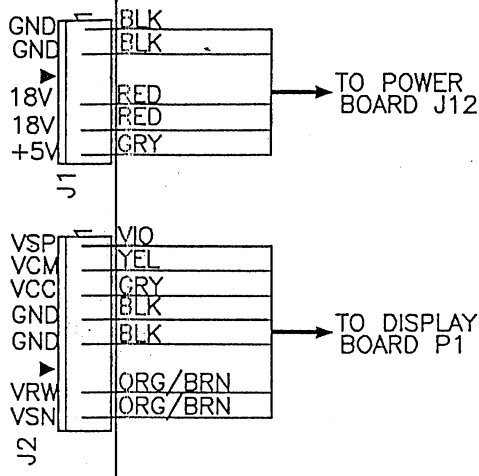 GND BLK
GND BLK
18V RED
18V RED
+5V GRY
J1
TO POWER
BOARD J12
VSP VIO
VCM YEL
VCC GRY
GND BLK
GND BLK
VRW ORG/BRN
VSN ORG/BRN
J2
TO DISPLAY
BOARD P1